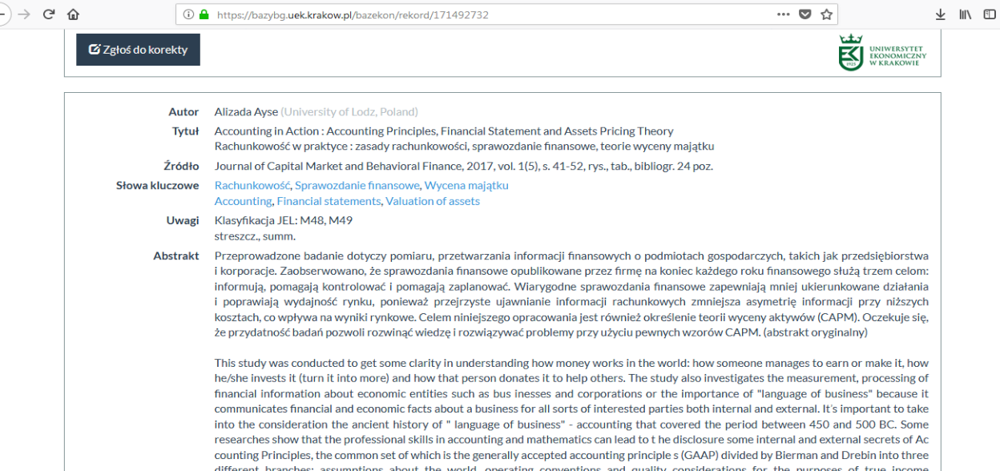 https://bazybg.uek.krakow.pl/bazekon/rekord/171492732
Zgłoś do korekty
UNIWERSYTET
EKONOMICZNY
W KRAKOWIE
1925
Autor Alizada Ayse (University of Lodz, Poland)
Tytuł Accounting in Action : Accounting Principles, Financial Statement and Assets Pricing Theory
Rachunkowość w praktyce : zasady rachunkowości, sprawozdanie finansowe, teorie wyceny majątku
Źródło Journal of Capital Market and Behavioral Finance, 2017, vol. 1(5), s. 41-52, rys., tab., bibliogr. 24 poz.
Słowa kluczowe Rachunkowość, Sprawozdanie finansowe, Wycena majątku
Accounting, Financial statements, Valuation of assets
Uwagi Klasyfikacja JEL: M48, M49
streszcz., summ.
Abstrakt Przeprowadzone badanie dotyczy pomiaru, przetwarzania informacji finansowych o podmiotach gospodarczych, takich jak przedsiębiorstwa
i korporacje. Zaobserwowano, że sprawozdania finansowe opublikowane przez firmę na koniec każdego roku finansowego służą trzem celom:
informują, pomagają kontrolować i pomagają zaplanować. Wiarygodne sprawozdania finansowe zapewniają mniej ukierunkowane działania
i poprawiają wydajność rynku, ponieważ przejrzyste ujawnianie informacji rachunkowych zmniejsza asymetrię informacji przy niższych
kosztach, co wpływa na wyniki rynkowe. Celem niniejszego opracowania jest również określenie teorii wyceny aktywów (CAPM). Oczekuje się,
że przydatność badań pozwoli rozwinąć wiedzę i rozwiązywać problemy przy użyciu pewnych wzorów CAPM. (abstrakt oryginalny)
This study was conducted to get some clarity in understanding how money works in the world: how someone manages to earn or make it, how
he/she invests it (turn it into more) and how that person donates it to help others. The study also investigates the measurement, processing of
financial information about economic entities such as bus inesses and corporations or the importance of "language of business" because it
communicates financial and economic facts about a business for all sorts of interested parties both internal and external. It's important to take
into the consideration the ancient history of " language of business" - accounting that covered the period between 450 and 500 BC. Some
researches show that the professional skills in accounting and mathematics can lead to t he disclosure some internal and external secrets of Ac
counting Principles, the common set of which is the generally accepted accounting principle s (GAAP) divided by Bierman and Drebin into three
different branches: assumptions about the world, operating conventions and quality considerations for the purposes of true income